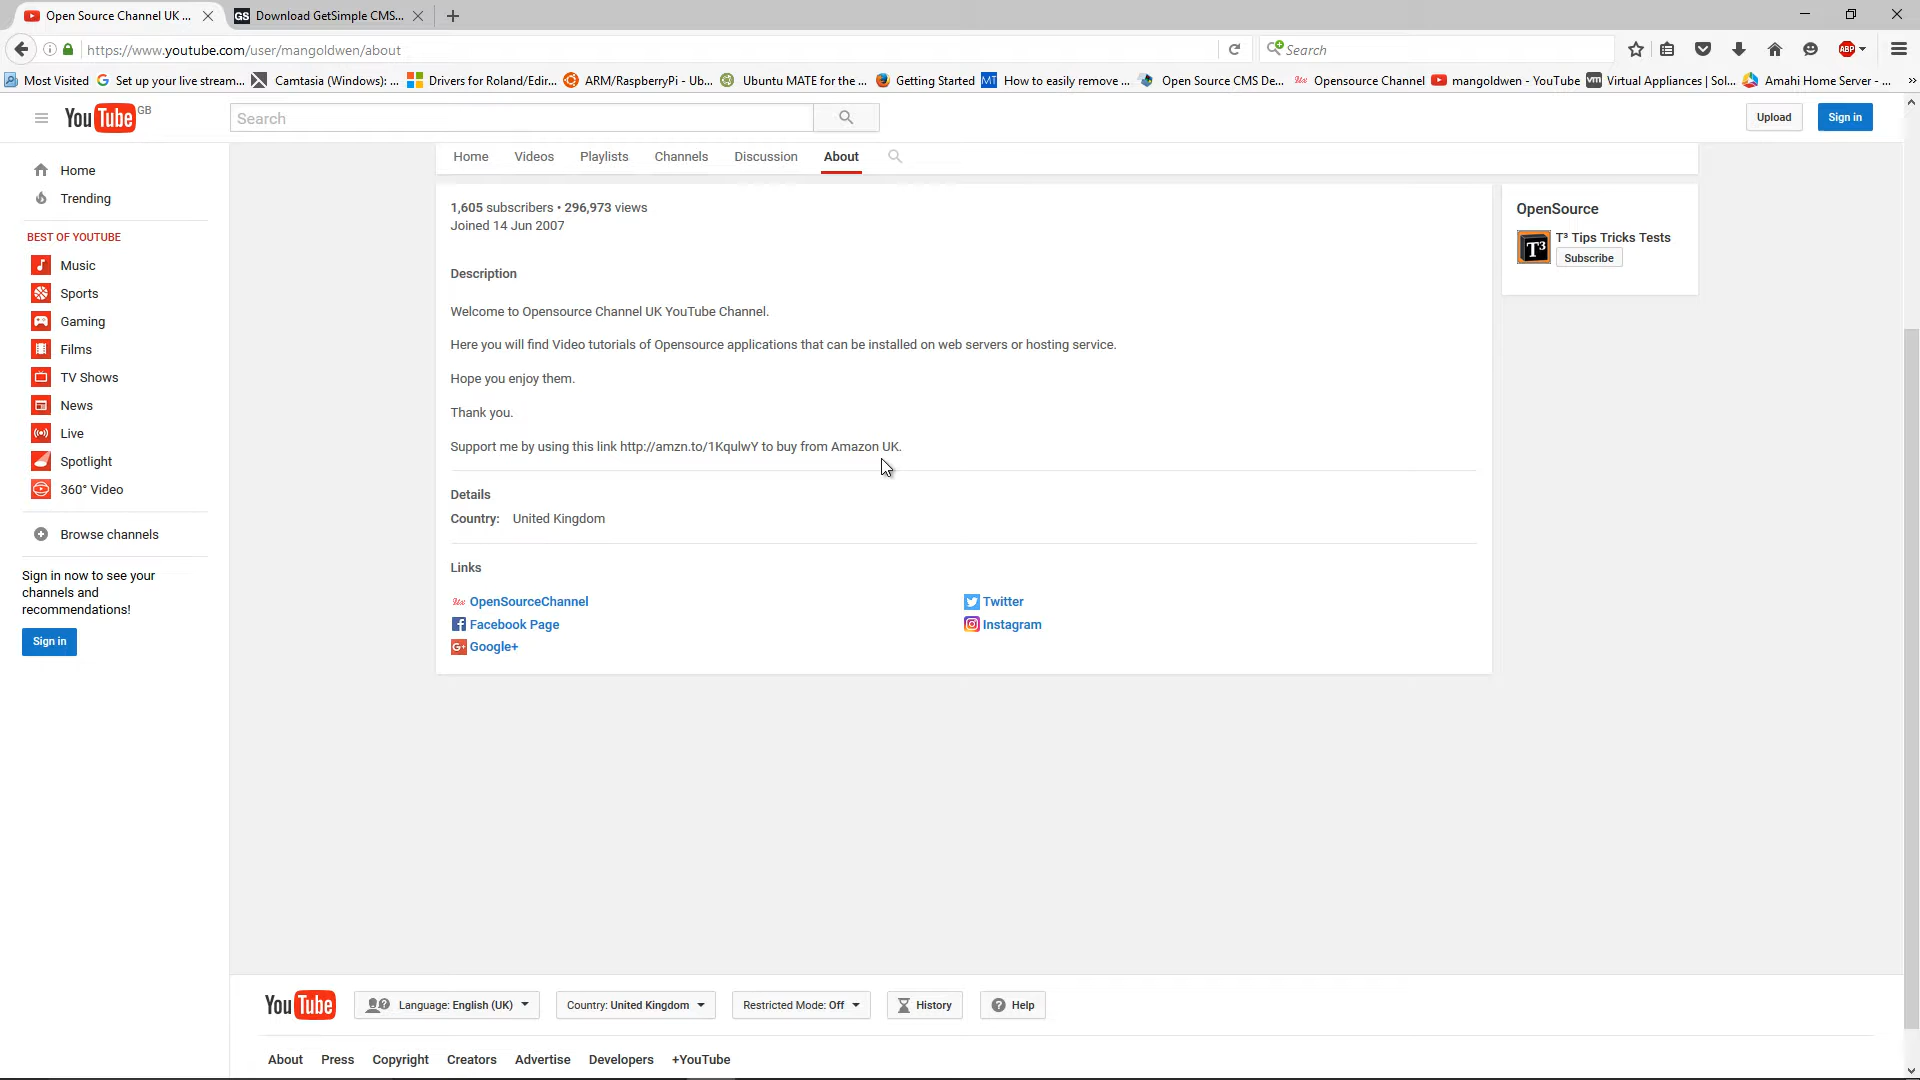 Open Source Channel UK ...
GS Download GetSimple CMS...
https://www.youtube.com/user/mangoldwen/about
Search
ABP
Most Visited
Set up your live stream...
Camtasia (Windows): ...
Drivers for Roland/Edir...
ARM/RaspberryPi - Ub...
Ubuntu MATE for the ...
Getting Started
MT How to easily remove ...
Open Source CMS De...
Opensource Channel
mangoldwen - YouTube
vm Virtual Appliances | Sol...
Amahi Home Server - ...
YouTube GB
Search
Upload
Sign in
Home
Videos
Playlists
Channels
Discussion
About
Home
Trending
BEST OF YOUTUBE
Music
Sports
Gaming
Films
TV Shows
News
Live
Spotlight
360° Video
Browse channels
Sign in now to see your
channels and
recommendations!
Sign in
1,605 subscribers • 296,973 views
Joined 14 Jun 2007
Description
Welcome to Opensource Channel UK YouTube Channel.
Here you will find Video tutorials of Opensource applications that can be installed on web servers or hosting service.
Hope you enjoy them.
Thank you.
Support me by using this link http://amzn.to/1KqulwY to buy from Amazon UK.
Details
Country: United Kingdom
Links
OpenSourceChannel
Twitter
Facebook Page
Instagram
G+ Google+
OpenSource
T³ T³ Tips Tricks Tests
Subscribe
YouTube
Language: English (UK)
Country: United Kingdom
Restricted Mode: Off
History
Help
About
Press
Copyright
Creators
Advertise
Developers
+YouTube